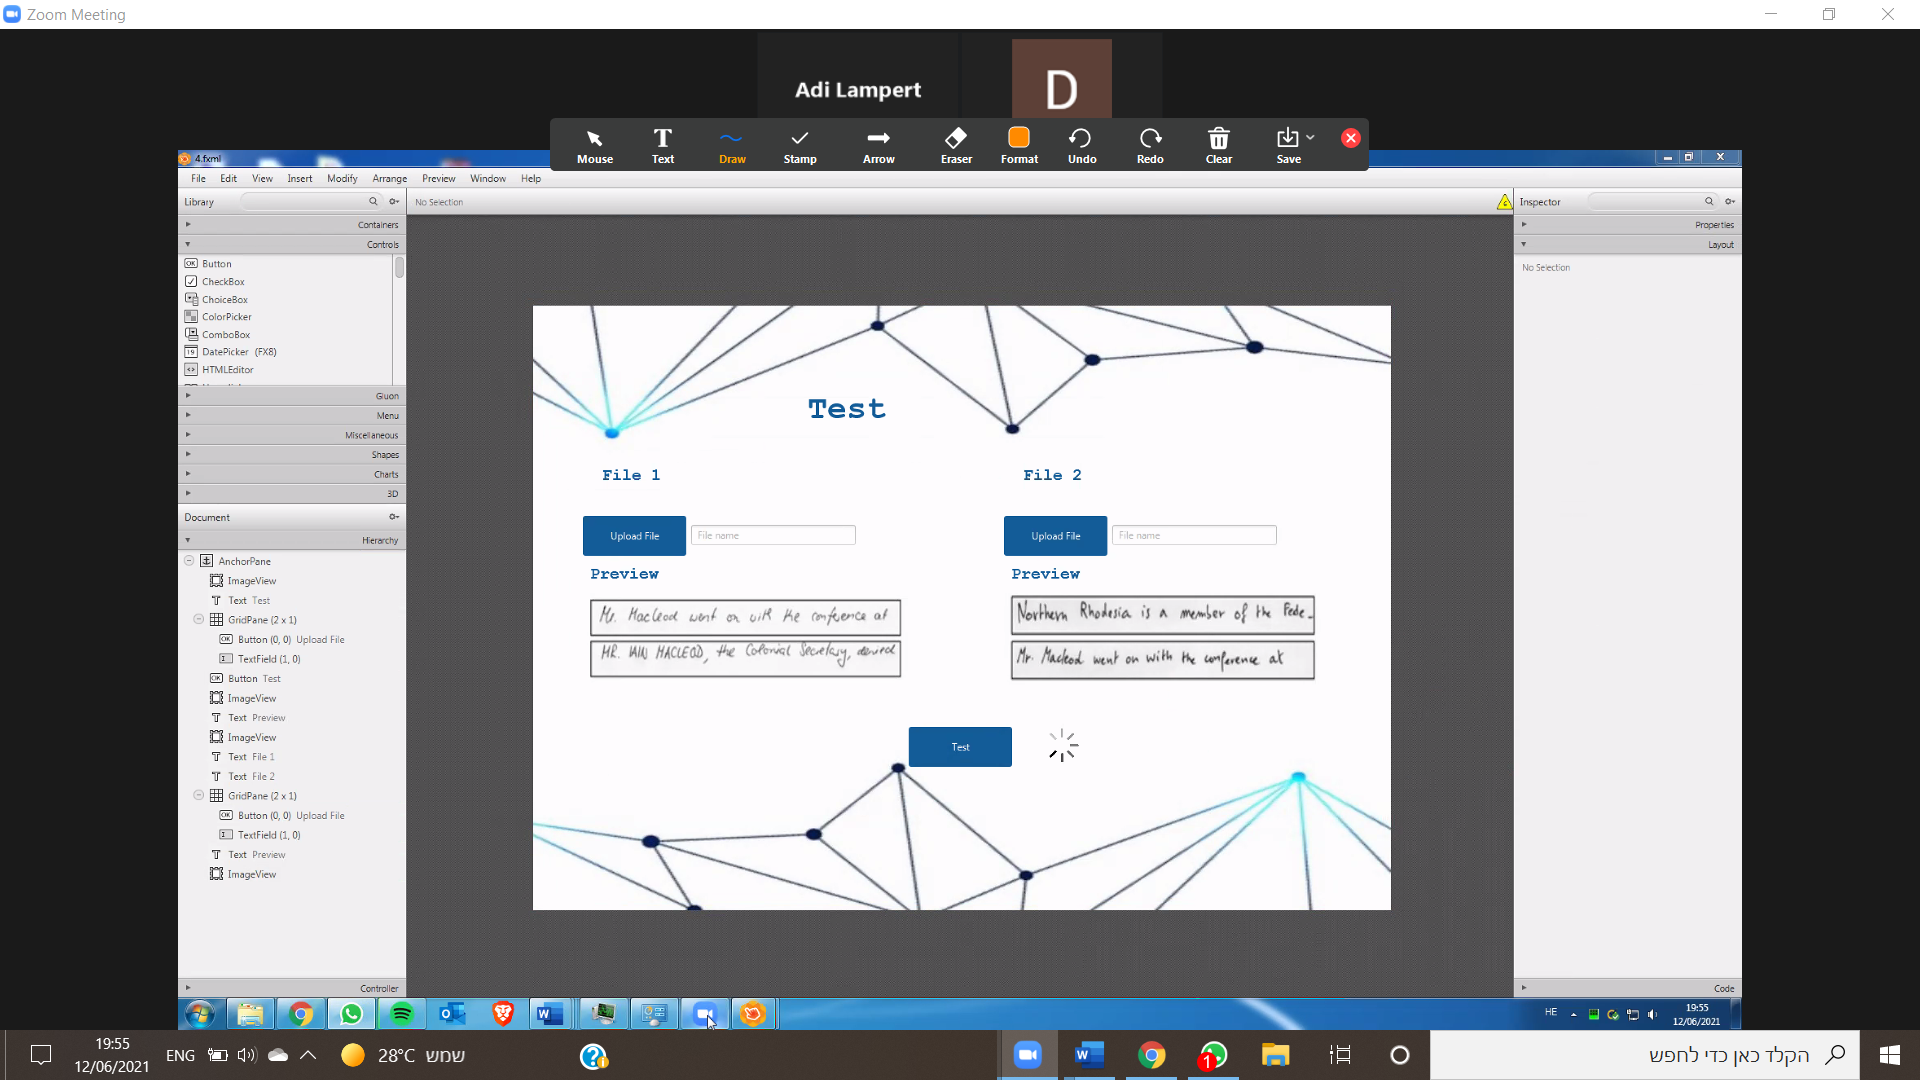 Zoom Meeting
Adi Lampert
D
Mouse Text Draw Stamp Arrow Eraser Format Undo Redo Clear Save
4.fxml
File Edit View Insert Modify Arrange Preview Window Help
Library
No Selection
Inspector
Containers
Properties
Controls
Layout
Button
No Selection
CheckBox
ChoiceBox
ColorPicker
ComboBox
DatePicker (FX8)
HTMLEditor
Gluon
Menu
Miscellaneous
Shapes
Charts
3D
Document
Hierarchy
AnchorPane
ImageView
Text Test
GridPane (2 x 1)
Button (0, 0) Upload File
TextField (1, 0)
Button Test
ImageView
Text Preview
ImageView
Text File 1
Text File 2
GridPane (2 x 1)
Button (0, 0) Upload File
TextField (1, 0)
Text Preview
ImageView
Controller
Code
Test
File 1
File 2
Upload File File name
Upload File File name
Preview
Preview
Mr. Macleod went on with the conference at
MR. IAIN MACLEOD, the Colonial Secretary, denied
Northern Rhodesia is a member of the Fede-
Mr. Macleod went on with the conference at
Test
HE
19:55
12/06/2021
19:55
12/06/2021
ENG
28°C שמש
1
הקלד כאן כדי לחפש